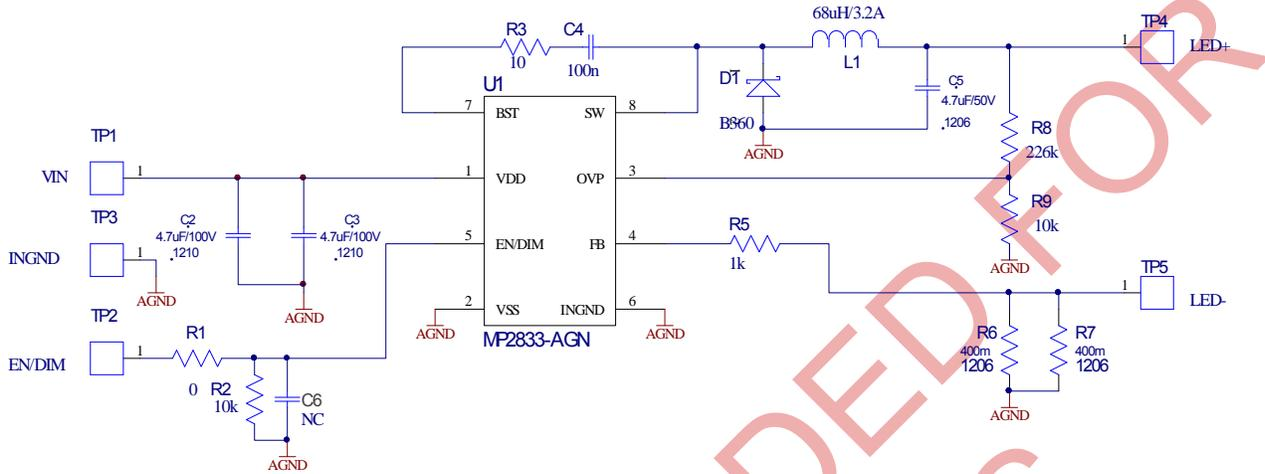 68uH/3.2A
R3
C4
TP4
10
100n
L1
1
LED+
U1
D1
C5
4.7uF/50V
.1206
B360
AGND
7
BST
SW
8
R8
226k
TP1
VIN
1
1
VDD
OVP
3
R9
10k
AGND
TP3
C2
4.7uF/100V
.1210
C3
4.7uF/100V
.1210
INGND
1
AGND
AGND
5
EN/DIM
FB
4
R5
1k
TP5
1
LED-
2
VSS
INGND
6
AGND
AGND
MP2833-AGN
TP2
R1
EN/DIM
1
0
R2
10k
C6
NC
AGND
R6
400m
1206
R7
400m
1206
AGND
DED FOR